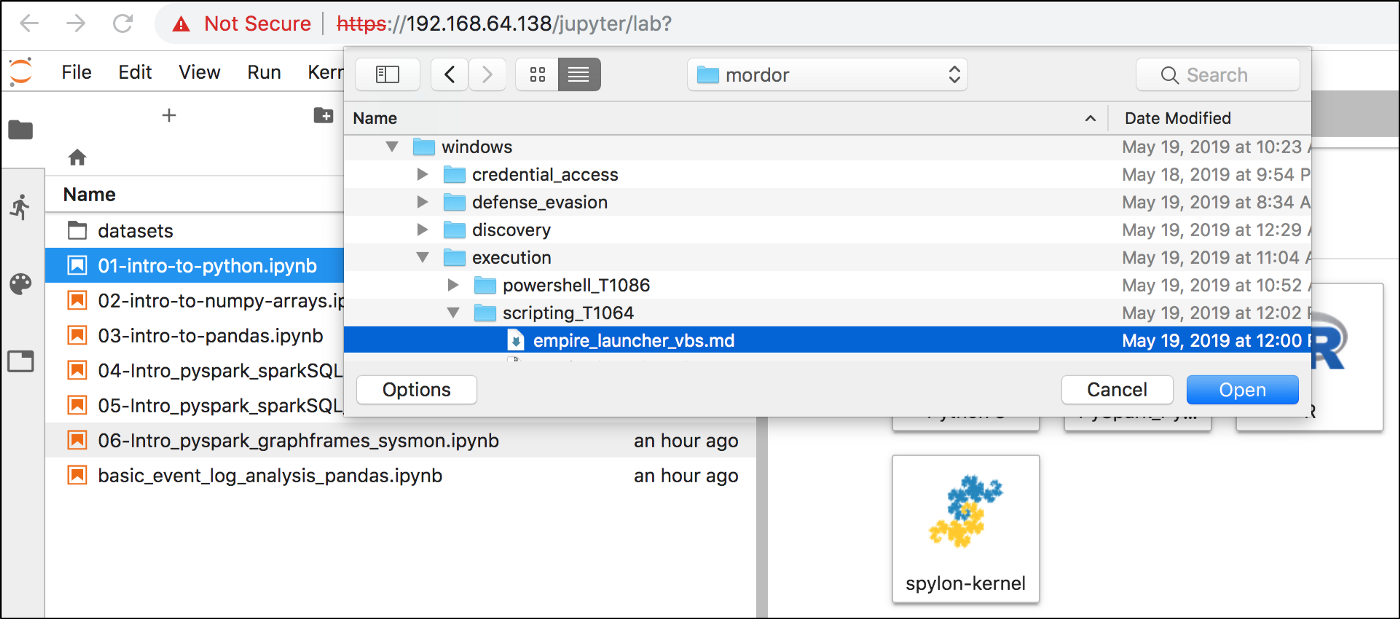 Not Secure https://192.168.64.138/jupyter/lab?
File Edit View Run Kern
mordor
Search
Name Date Modified
windows May 19, 2019 at 10:23
credential_access May 18, 2019 at 9:54 P
defense_evasion May 19, 2019 at 8:34 A
discovery May 19, 2019 at 12:29
execution May 19, 2019 at 11:04
powershell_T1086 May 19, 2019 at 10:52
scripting_T1064 May 19, 2019 at 12:02
empire_launcher_vbs.md May 19, 2019 at 12:00
Options Cancel Open
Name
datasets
01-intro-to-python.ipynb
02-intro-to-numpy-arrays.ip
03-intro-to-pandas.ipynb
04-Intro_pyspark_sparkSQL
05-Intro_pyspark_sparkSQL_
06-Intro_pyspark_graphframes_sysmon.ipynb an hour ago
basic_event_log_analysis_pandas.ipynb an hour ago
R
R
spylon-kernel